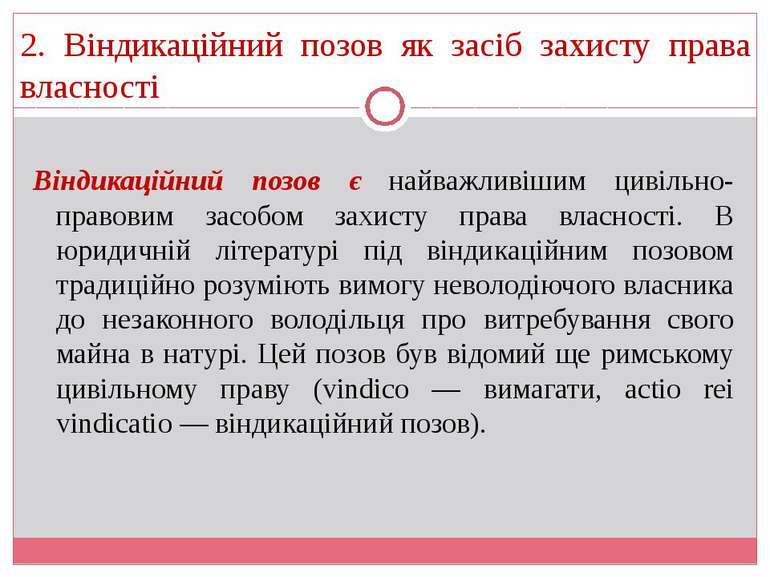 2. Віндикаційний позов як засіб захисту права
власності
Віндикаційний позов є найважливішим цивільно-
правовим засобом захисту права власності. В
юридичній літературі під віндикаційним позовом
традиційно розуміють вимогу неволодіючого власника
до незаконного володільця про витребування свого
майна в натурі. Цей позов був відомий ще римському
цивільному праву (vindico — вимагати, actio rei
vindicatio — віндикаційний позов).